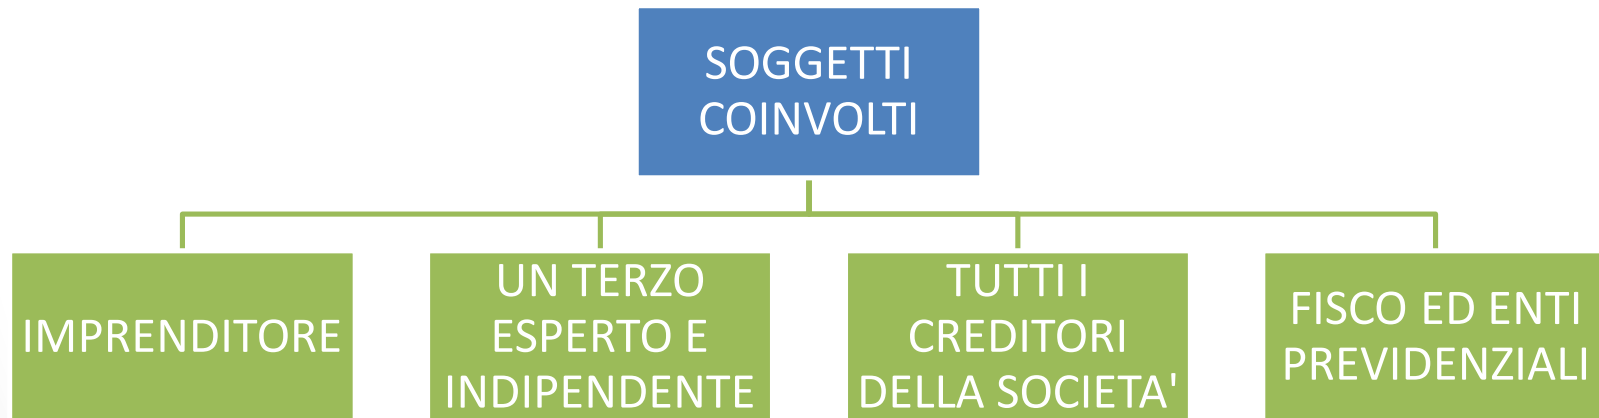 SOGGETTI
COINVOLTI
IMPRENDITORE
UN TERZO
ESPERTO E
INDIPENDENTE
TUTTI I
CREDITORI
DELLA SOCIETA'
FISCO ED ENTI
PREVIDENZIALI